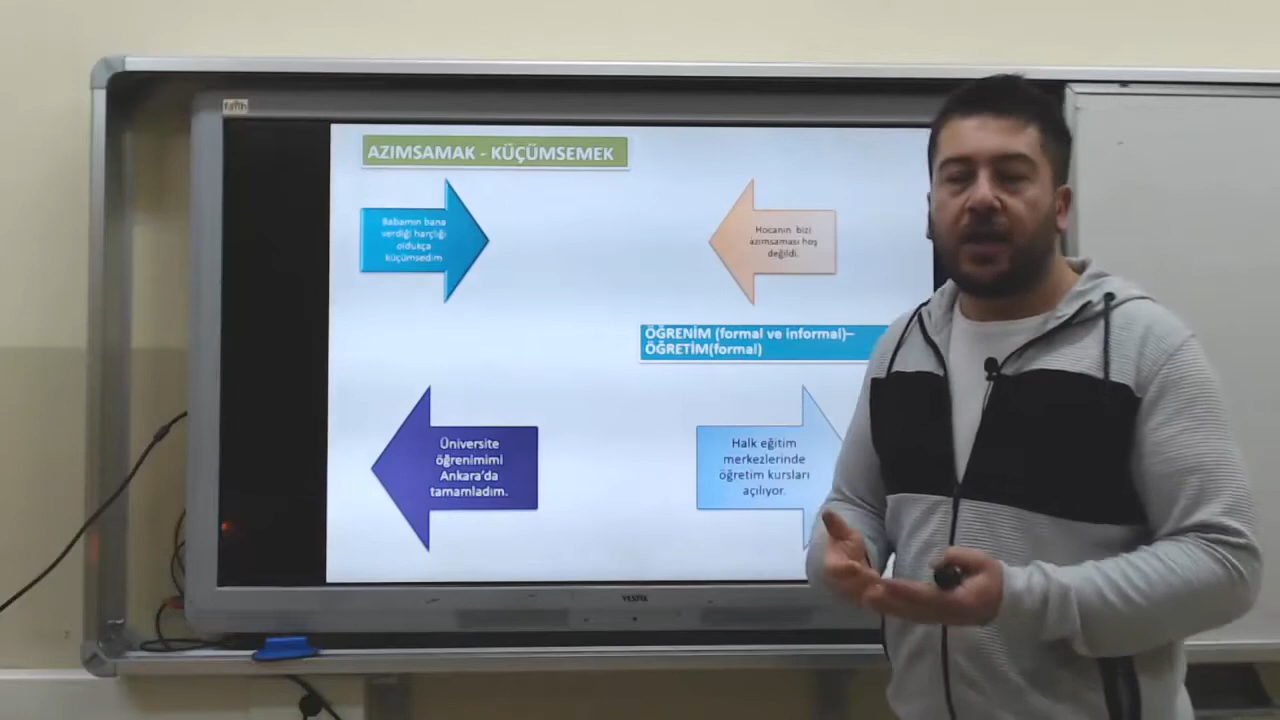 fatih
AZIMSAMAK - KÜÇÜMSEMEK
Babamın bana
verdiği harçlığı
oldukça
küçümsedim
Hocanın bizi
azımsaması hoş
değildi.
ÖĞRENİM (formal ve informal)–
ÖĞRETİM(formal)
Üniversite
öğrenimimi
Ankara'da
tamamladım.
Halk eğitim
merkezlerinde
öğretim kursları
açılıyor.
VESTEL